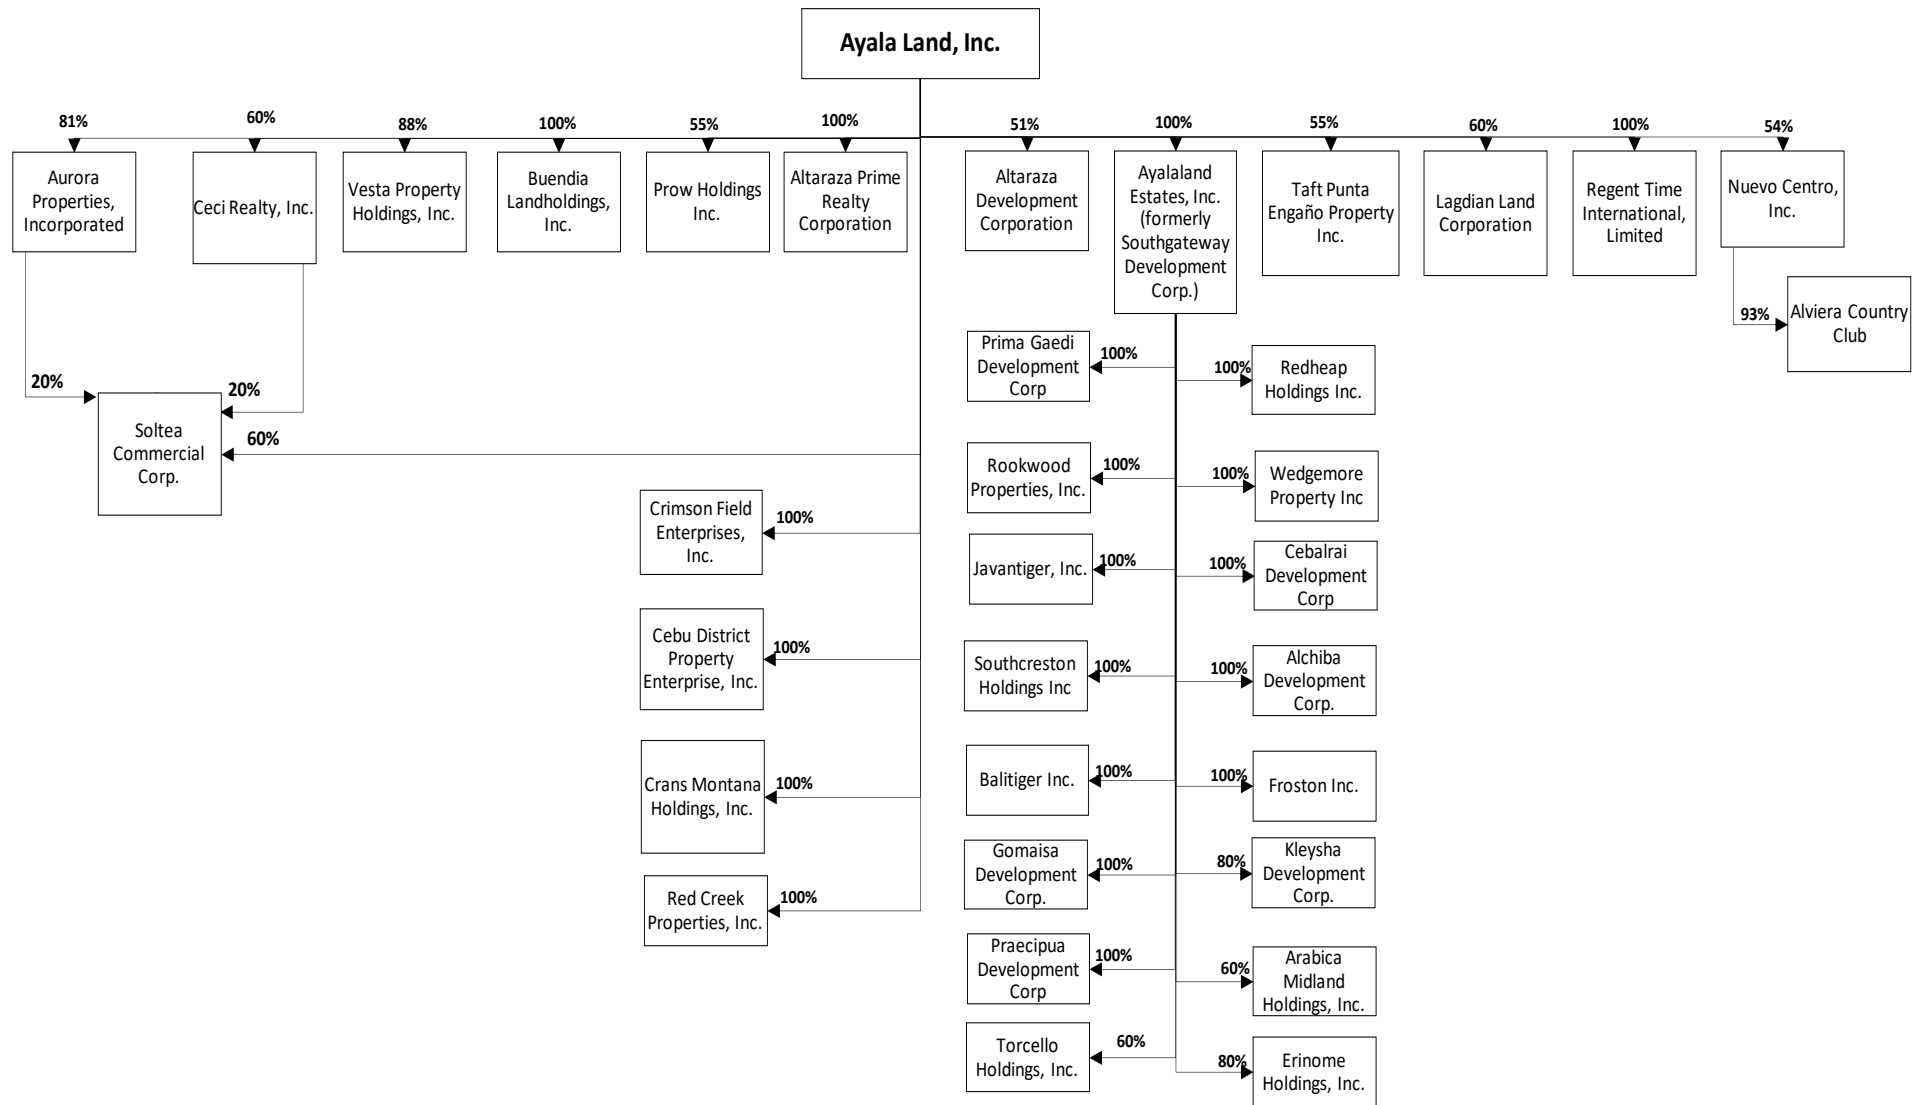 Ayala Land, Inc.
81%
60%
88%
100%
55%
100%
51%
100%
55%
60%
100%
54%
Aurora
Properties,
Incorporated
Ceci Realty, Inc.
Vesta Property
Holdings, Inc.
Buendia
Landholdings,
Inc.
Prow Holdings
Inc.
Altaraza Prime
Realty
Corporation
Altaraza
Development
Corporation
Ayalaland
Estates, Inc.
(formerly
Southgateway
Development
Corp.)
Taft Punta
Engaño Property
Inc.
Lagdian Land
Corporation
Regent Time
International,
Limited
Nuevo Centro,
Inc.
93%
Alviera Country
Club
20%
20%
60%
Soltea
Commercial
Corp.
Crimson Field
Enterprises,
Inc.
100%
Cebu District
Property
Enterprise, Inc.
100%
Crans Montana
Holdings, Inc.
100%
Red Creek
Properties, Inc.
100%
Prima Gaedi
Development
Corp
100%
100%
Redheap
Holdings Inc.
Rookwood
Properties, Inc.
100%
100%
Wedgemore
Property Inc
Javantiger, Inc.
100%
100%
Cebalrai
Development
Corp
Southcreston
Holdings Inc
100%
100%
Alchiba
Development
Corp.
Balitiger Inc.
100%
100%
Froston Inc.
Gomaisa
Development
Corp.
100%
80%
Kleysha
Development
Corp.
Praecipua
Development
Corp
100%
60%
Arabica
Midland
Holdings, Inc.
Torcello
Holdings, Inc.
60%
80%
Erinome
Holdings, Inc.